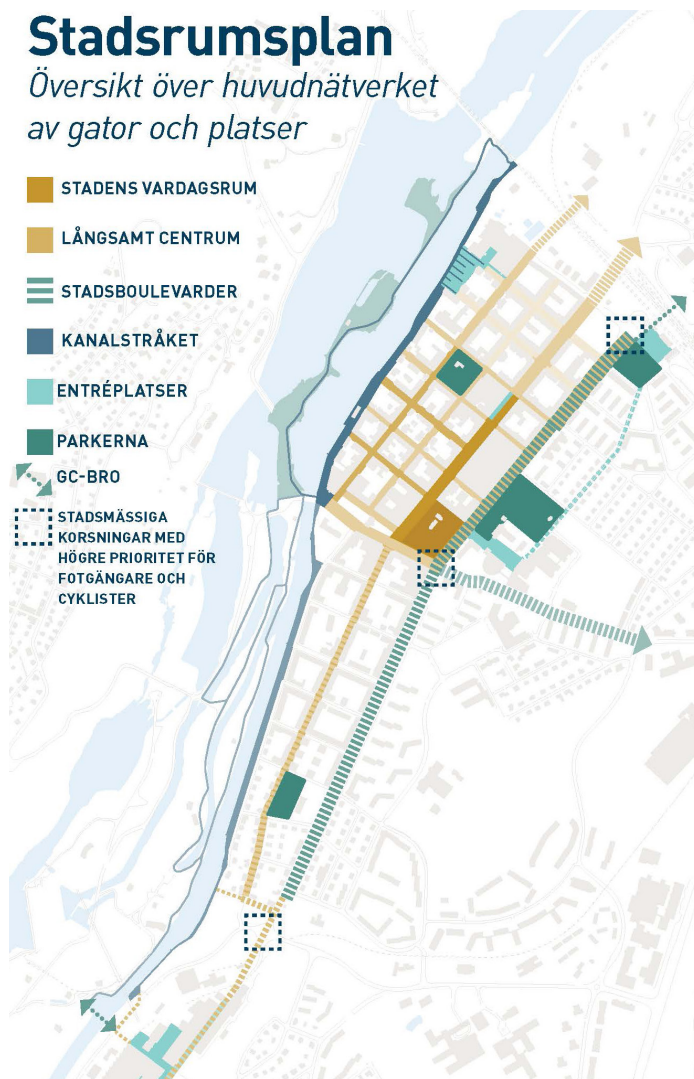 Stadsrumsplan
Översikt över huvudnätverket
av gator och platser
STADENS VARDAGSRUM
LÅNGSAMT CENTRUM
STADSBOULEVARDER
KANALSTRÅKET
ENTRÉPLATSER
PARKERNA
GC-BRO
STADSMÄSSIGA
KORSNINGAR MED
HÖGRE PRIORITET FÖR
FOTGÄNGARE OCH
CYKLISTER